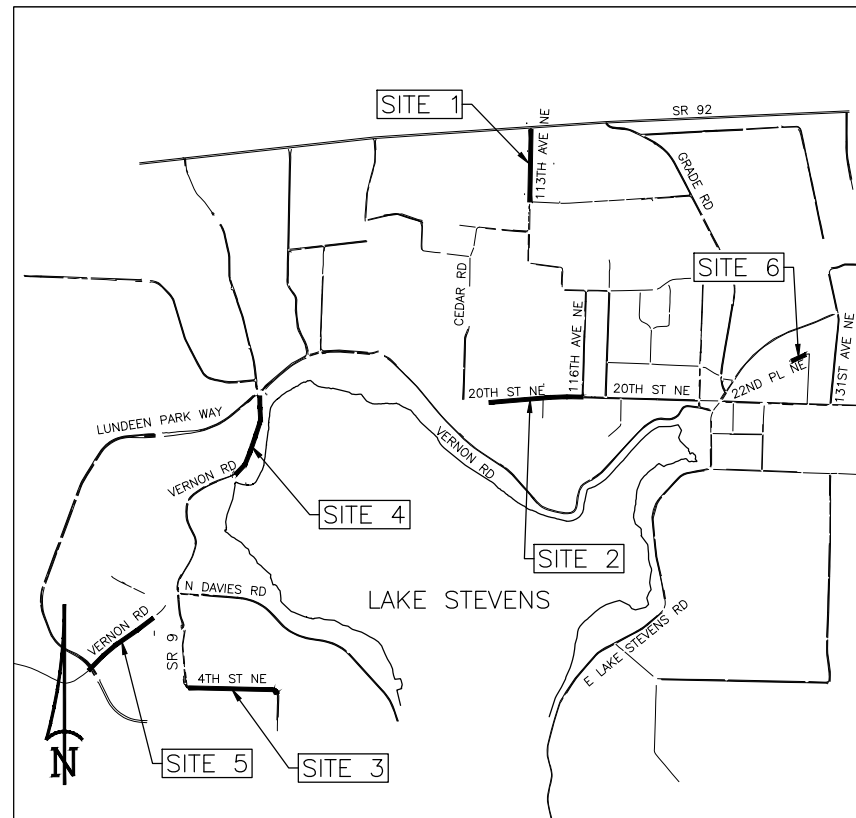 SR 92
SITE 1
113TH AVE NE
GRADE RD
SITE 6
CEDAR RD
116TH AVE NE
131ST AVE NE
22ND PL NE
20TH ST NE
20TH ST NE
LUNDEEN PARK WAY
VERNON RD
VERNON RD
SITE 4
SITE 2
N DAVIES RD
LAKE STEVENS
VERNON RD
SR 9
E LAKE STEVENS RD
4TH ST NE
N
SITE 5
SITE 3